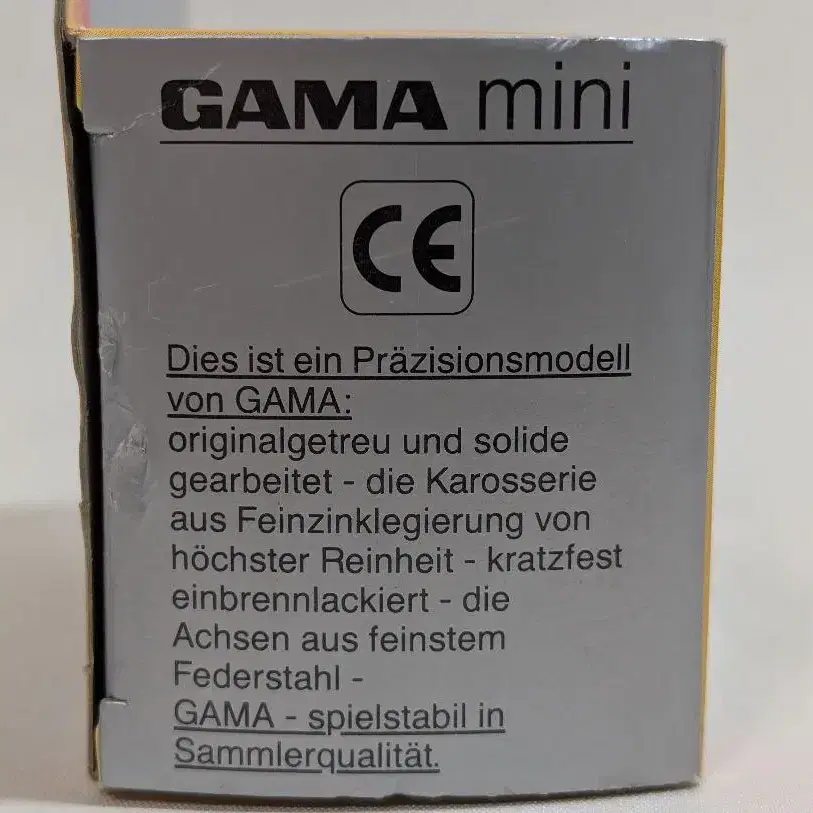 GAMA mini
CE
Dies ist ein Präzisionsmodell
von GAMA:
originalgetreu und solide
gearbeitet - die Karosserie
aus Feinzinklegierung von
höchster Reinheit - kratzfest
einbrennlackiert - die
Achsen aus feinstem
Federstahl -
GAMA - spielstabil in
Sammlerqualität.